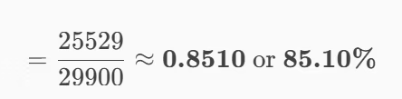 = 25529/29900 ≈ 0.8510 or 85.10%